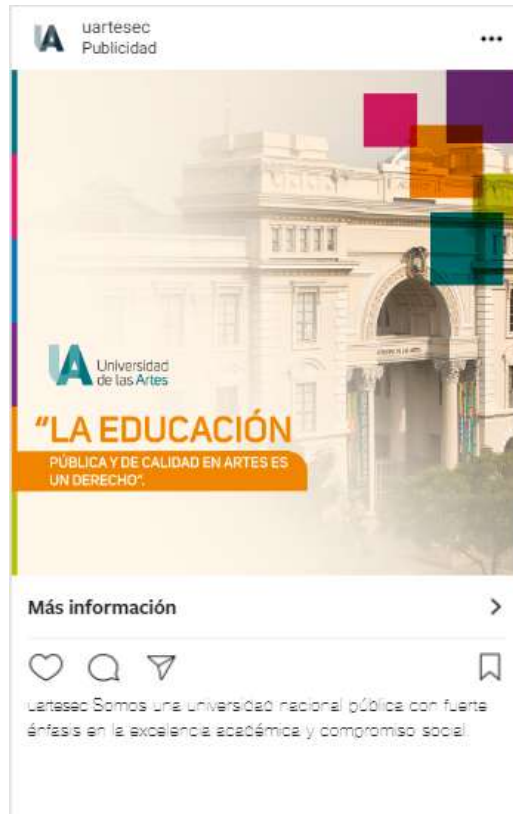 uartesec
Publicidad
UA Universidad
de las Artes
“LA EDUCACIÓN
PÚBLICA Y DE CALIDAD EN ARTES ES
UN DERECHO”.
Más información
uartesec Somos una universidad nacional pública con fuerte
énfasis en la excelencia académica y compromiso social.